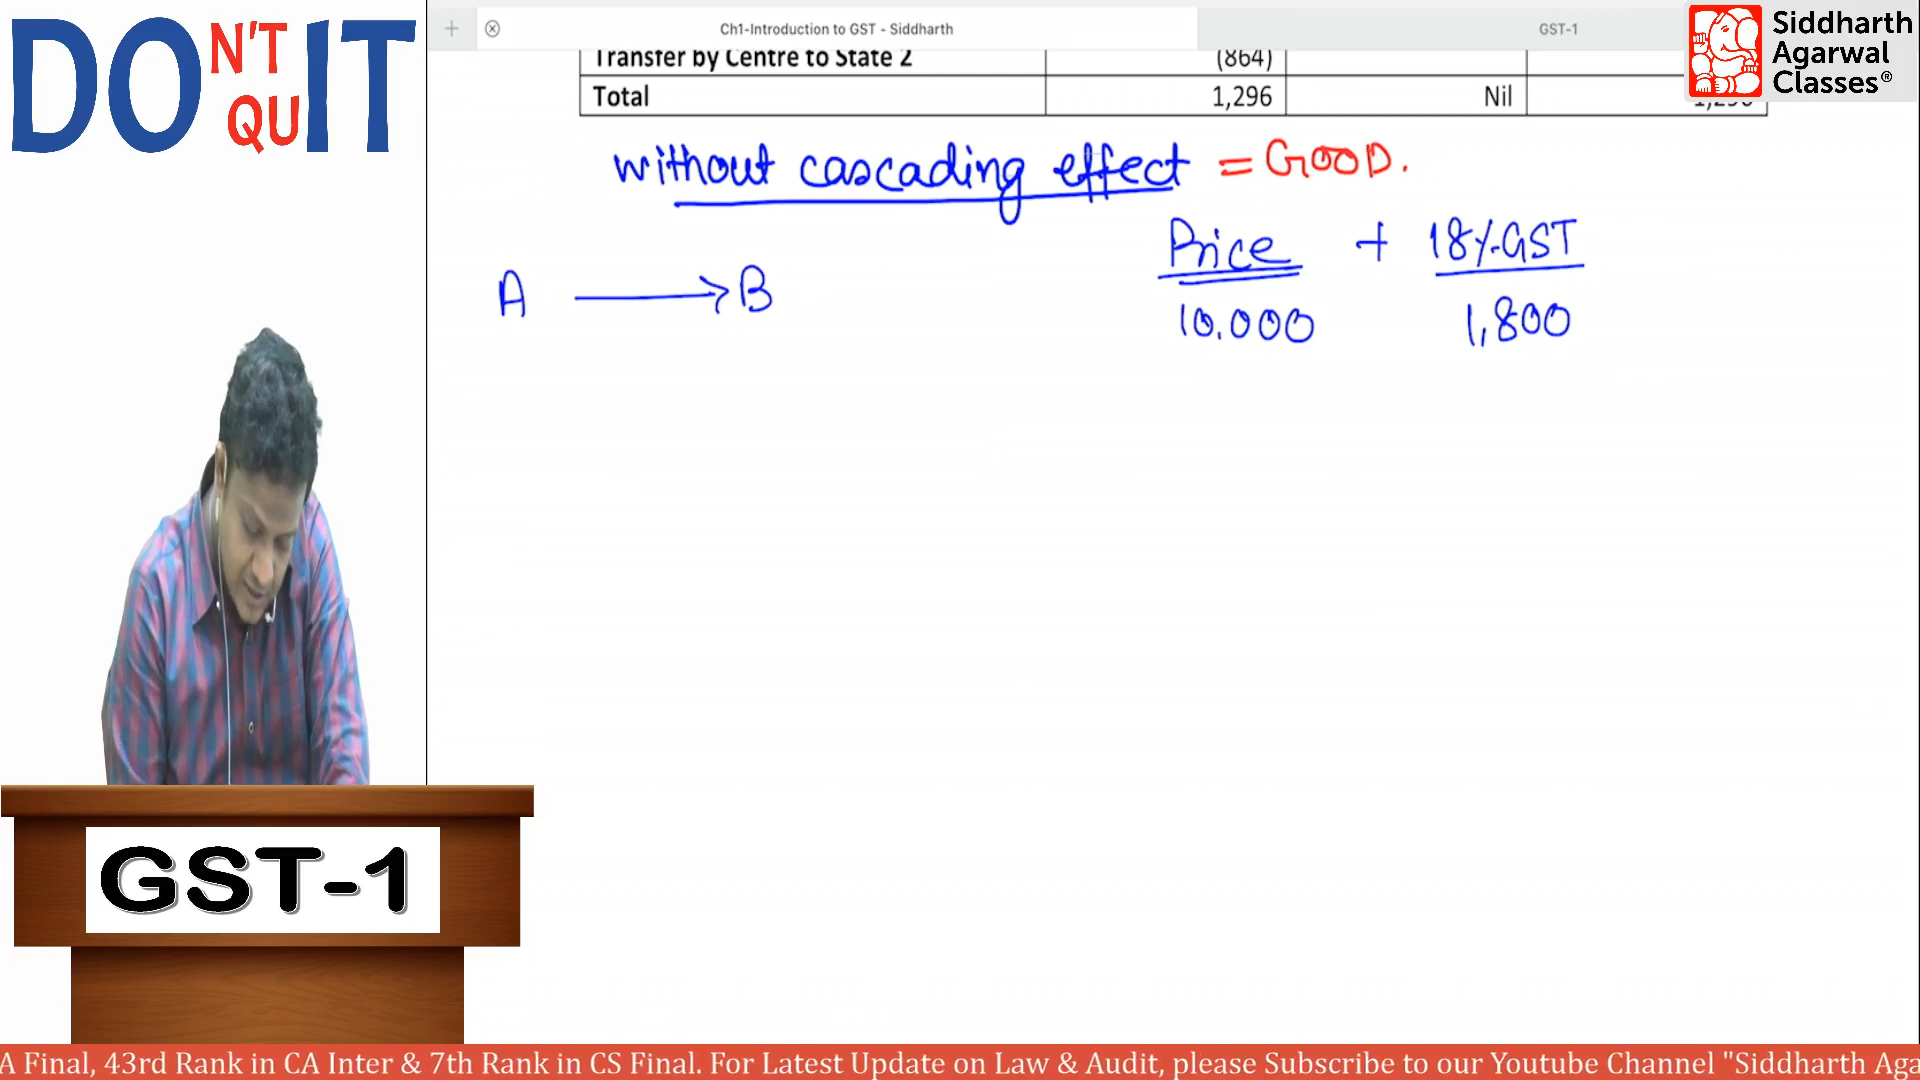 DON'T QUIT
Ch1-Introduction to GST - Siddharth
GST-1
Siddharth
Agarwal
Classes®
Transfer by Centre to State 2 (864)
Total 1,296 Nil
without cascading effect = GOOD.
Price + 18% GST
A → B
10,000 1,800
GST-1
A Final, 43rd Rank in CA Inter & 7th Rank in CS Final. For Latest Update on Law & Audit, please Subscribe to our Youtube Channel "Siddharth Aga